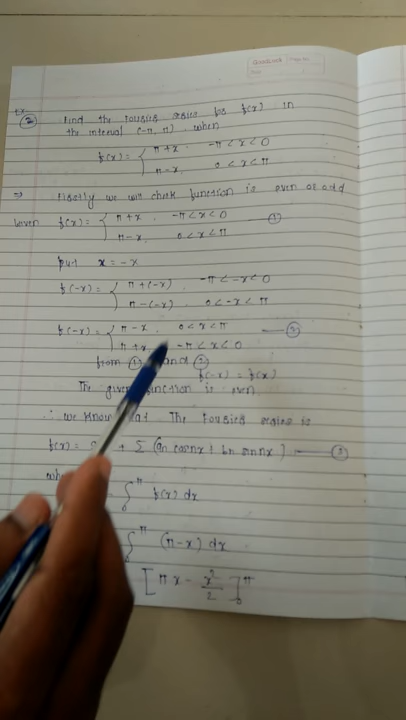 Ex.
② Find the Fourier series for f(x) in
the interval (-π, π) when
f(x) = { π+x , -π < x < 0
π-x , 0 < x < π
⇒ Firstly we will check function is even or odd
Given f(x) = { π+x , -π < x < 0 —①
π-x , 0 < x < π
put x = -x
f(-x) = { π+(-x) , -π < -x < 0
π-(-x) , 0 < -x < π
f(-x) = { π-x , 0 < x < π —②
π+x , -π < x < 0
from ① and ②
f(-x) = f(x)
The given function is even
∴ we know that The Fourier series is
f(x) = + Σ (an cosnx + bn sinnx) —③
∫₀^π f(x) dx
∫₀^π (π-x) dx
[πx - x²/2]₀^π